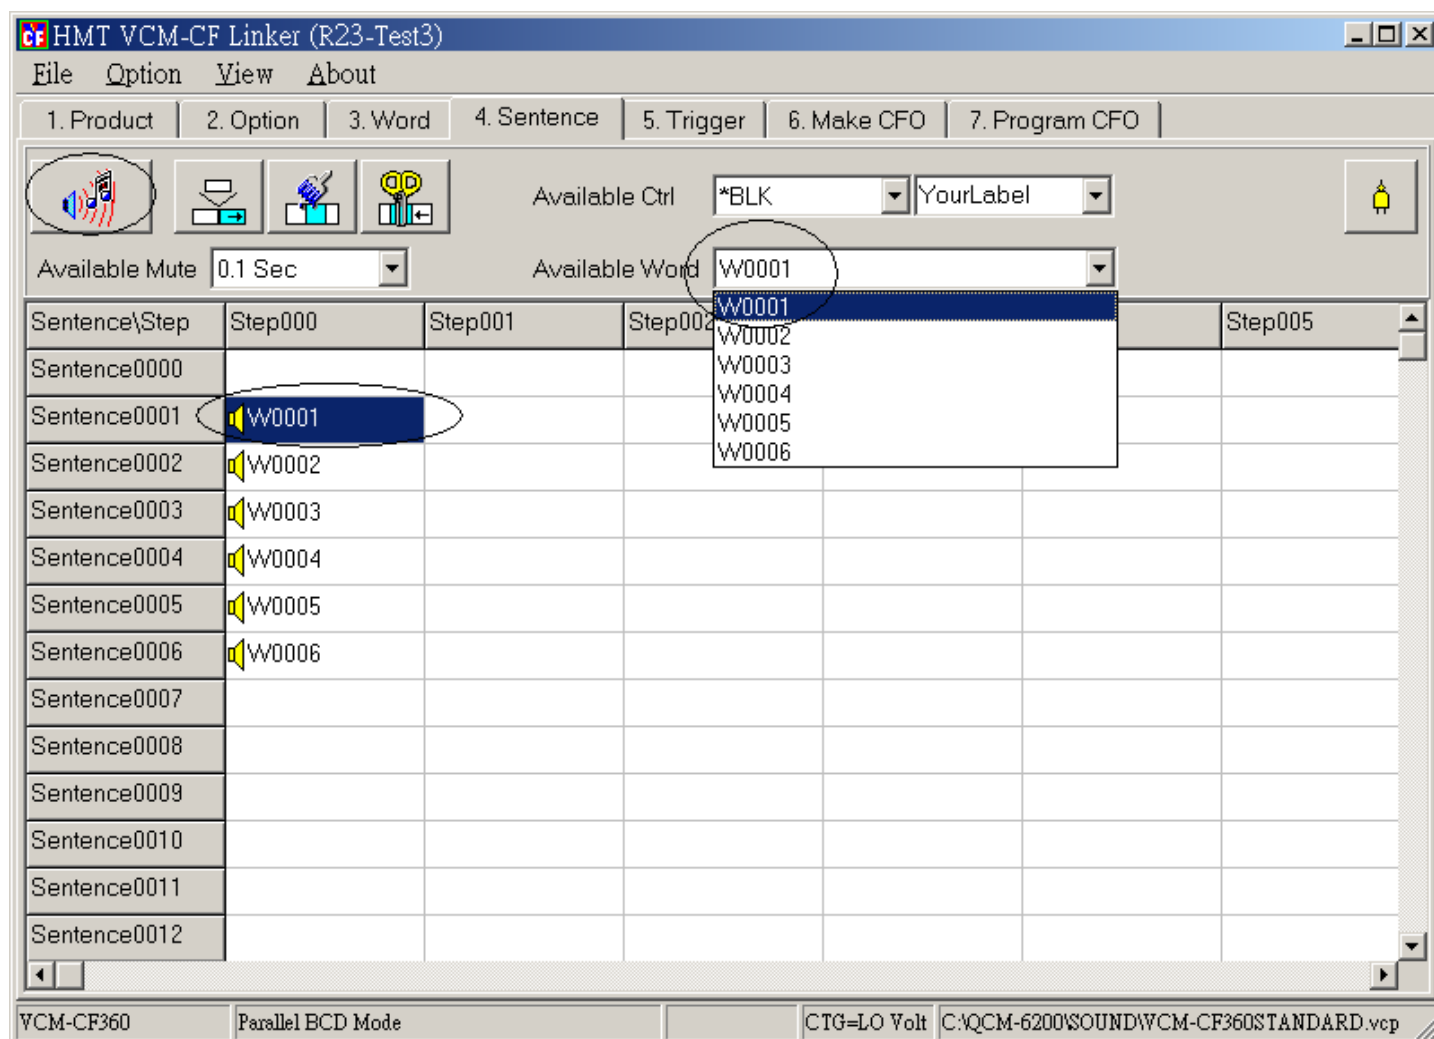 HMT VCM-CF Linker (R23-Test3)
File Option View About
1. Product 2. Option 3. Word 4. Sentence 5. Trigger 6. Make CFO 7. Program CFO
Available Ctrl *BLK YourLabel
Available Mute 0.1 Sec Available Word W0001
W0001
W0002
W0003
W0004
W0005
W0006
Sentence\Step Step000 Step001 Step002 Step005
Sentence0000
Sentence0001 W0001
Sentence0002 W0002
Sentence0003 W0003
Sentence0004 W0004
Sentence0005 W0005
Sentence0006 W0006
Sentence0007
Sentence0008
Sentence0009
Sentence0010
Sentence0011
Sentence0012
VCM-CF360 Parallel BCD Mode CTG=LO Volt C:\QCM-6200\SOUND\VCM-CF360STANDARD.vcp